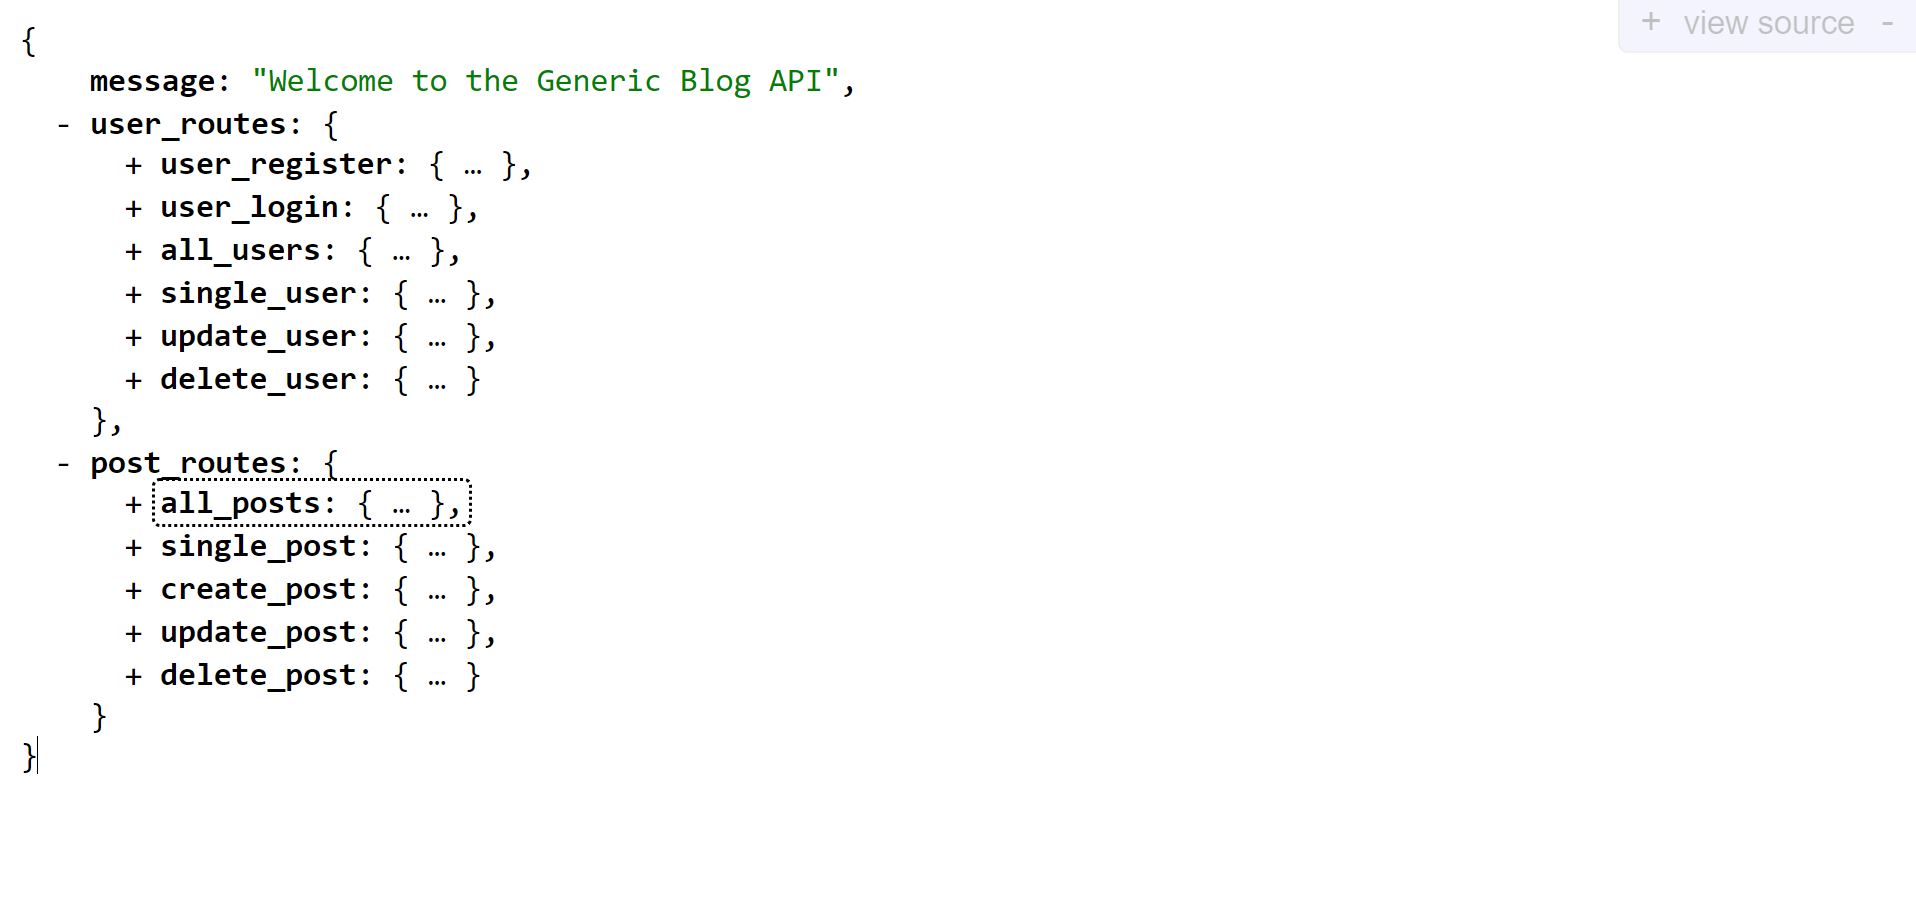 + view source -
{
message: "Welcome to the Generic Blog API",
- user_routes: {
+ user_register: { … },
+ user_login: { … },
+ all_users: { … },
+ single_user: { … },
+ update_user: { … },
+ delete_user: { … }
},
- post_routes: {
+ all_posts: { … },
+ single_post: { … },
+ create_post: { … },
+ update_post: { … },
+ delete_post: { … }
}
}